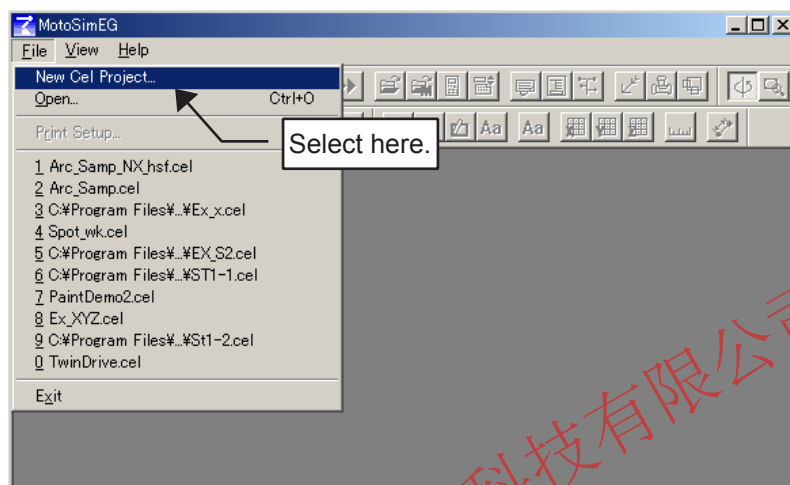 MotoSimEG
File View Help
New Cel Project...
Open... Ctrl+O
Print Setup...
Select here.
Aa Aa
1 Arc_Samp_NX_hsf.cel
2 Arc_Samp.cel
3 C:¥Program Files¥...¥Ex_x.cel
4 Spot_wk.cel
5 C:¥Program Files¥...¥EX_S2.cel
6 C:¥Program Files¥...¥ST1-1.cel
7 PaintDemo2.cel
8 Ex_XYZ.cel
9 C:¥Program Files¥...¥St1-2.cel
0 TwinDrive.cel
Exit
科技有限公司